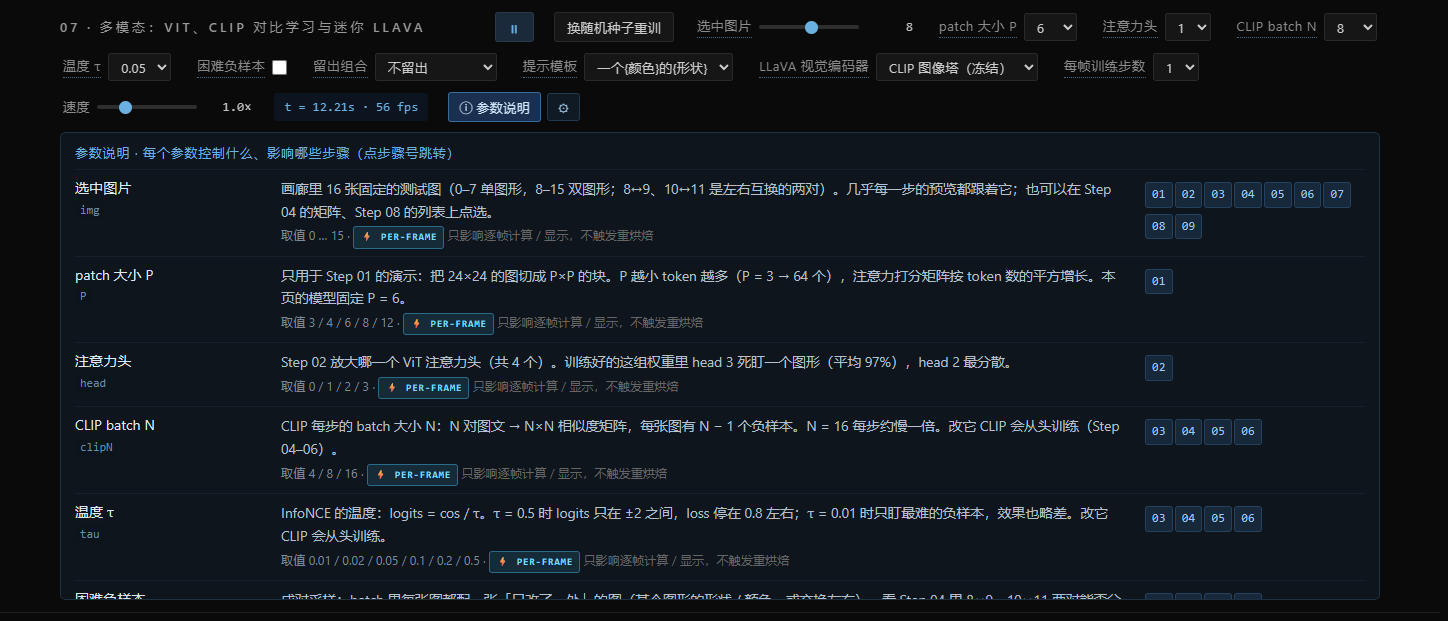 07 · 多模态：VIT、CLIP 对比学习与迷你 LLAVA
换随机种子重训
选中图片
8
patch 大小 P
6
注意力头
1
CLIP batch N
8
温度 τ
0.05
困难负样本
留出组合
不留出
提示模板
一个{颜色}的{形状}
LLaVA 视觉编码器
CLIP 图像塔（冻结）
每帧训练步数
1
速度
1.0x
t = 12.21s · 56 fps
ⓘ 参数说明
参数说明 · 每个参数控制什么、影响哪些步骤（点步骤号跳转）
选中图片
img
画廊里 16 张固定的测试图（0–7 单图形，8–15 双图形；8↔9、10↔11 是左右互换的两对）。几乎每一步的预览都跟着它；也可以在 Step
04 的矩阵、Step 08 的列表上点选。
取值 0 … 15 · PER-FRAME 只影响逐帧计算 / 显示，不触发重烘焙
01 02 03 04 05 06 07
08 09
patch 大小 P
P
只用于 Step 01 的演示：把 24×24 的图切成 P×P 的块。P 越小 token 越多（P = 3 → 64 个），注意力打分矩阵按 token 数的平方增长。本
页的模型固定 P = 6。
取值 3 / 4 / 6 / 8 / 12 · PER-FRAME 只影响逐帧计算 / 显示，不触发重烘焙
01
注意力头
head
Step 02 放大哪一个 ViT 注意力头（共 4 个）。训练好的这组权重里 head 3 死盯一个图形（平均 97%），head 2 最分散。
取值 0 / 1 / 2 / 3 · PER-FRAME 只影响逐帧计算 / 显示，不触发重烘焙
02
CLIP batch N
clipN
CLIP 每步的 batch 大小 N：N 对图文 → N×N 相似度矩阵，每张图有 N − 1 个负样本。N = 16 每步约慢一倍。改它 CLIP 会从头训练（Step
04–06）。
取值 4 / 8 / 16 · PER-FRAME 只影响逐帧计算 / 显示，不触发重烘焙
03 04 05 06
温度 τ
tau
InfoNCE 的温度：logits = cos / τ。τ = 0.5 时 logits 只在 ±2 之间，loss 停在 0.8 左右；τ = 0.01 时只盯最难的负样本，效果也略差。改它
CLIP 会从头训练。
取值 0.01 / 0.02 / 0.05 / 0.1 / 0.2 / 0.5 · PER-FRAME 只影响逐帧计算 / 显示，不触发重烘焙
03 04 05 06
困难负样本